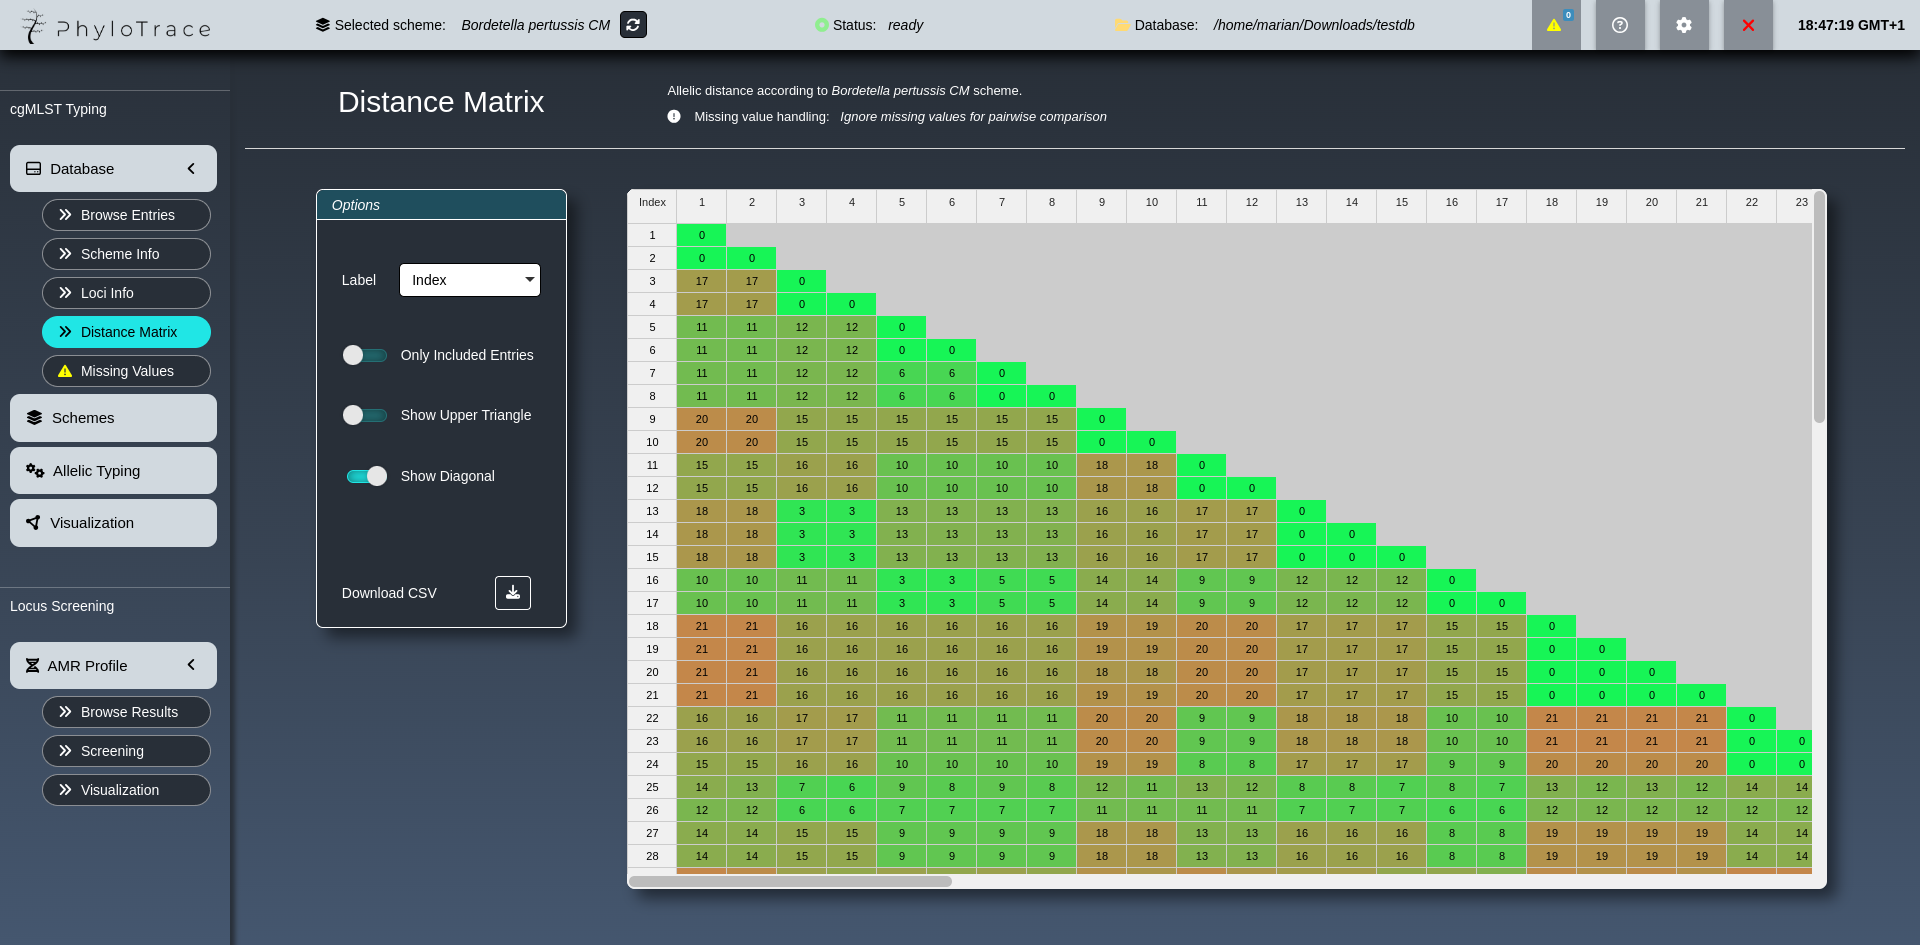 PhyloTrace
Selected scheme: Bordetella pertussis CM
Status: ready
Database: /home/marian/Downloads/testdb
0
18:47:19 GMT+1
cgMLST Typing
Database
Browse Entries
Scheme Info
Loci Info
Distance Matrix
Missing Values
Schemes
Allelic Typing
Visualization
Locus Screening
AMR Profile
Browse Results
Screening
Visualization
Distance Matrix
Allelic distance according to Bordetella pertussis CM scheme.
Missing value handling: Ignore missing values for pairwise comparison
Options
Label Index
Only Included Entries
Show Upper Triangle
Show Diagonal
Download CSV
Index 1 2 3 4 5 6 7 8 9 10 11 12 13 14 15 16 17 18 19 20 21 22 23
1 0
2 0 0
3 17 17 0
4 17 17 0 0
5 11 11 12 12 0
6 11 11 12 12 0 0
7 11 11 12 12 6 6 0
8 11 11 12 12 6 6 0 0
9 20 20 15 15 15 15 15 15 0
10 20 20 15 15 15 15 15 15 0 0
11 15 15 16 16 10 10 10 10 18 18 0
12 15 15 16 16 10 10 10 10 18 18 0 0
13 18 18 3 3 13 13 13 13 16 16 17 17 0
14 18 18 3 3 13 13 13 13 16 16 17 17 0 0
15 18 18 3 3 13 13 13 13 16 16 17 17 0 0 0
16 10 10 11 11 3 3 5 5 14 14 9 9 12 12 12 0
17 10 10 11 11 3 3 5 5 14 14 9 9 12 12 12 0 0
18 21 21 16 16 16 16 16 16 19 19 20 20 17 17 17 15 15 0
19 21 21 16 16 16 16 16 16 19 19 20 20 17 17 17 15 15 0 0
20 21 21 16 16 16 16 16 16 18 18 20 20 17 17 17 15 15 0 0 0
21 21 21 16 16 16 16 16 16 19 19 20 20 17 17 17 15 15 0 0 0 0
22 16 16 17 17 11 11 11 11 20 20 9 9 18 18 18 10 10 21 21 21 21 0
23 16 16 17 17 11 11 11 11 20 20 9 9 18 18 18 10 10 21 21 21 21 0 0
24 15 15 16 16 10 10 10 10 19 19 8 8 17 17 17 9 9 20 20 20 20 0 0
25 14 13 7 6 9 8 9 8 12 11 13 12 8 8 7 8 7 13 12 13 12 14 14
26 12 12 6 6 7 7 7 7 11 11 11 11 7 7 7 6 6 12 12 12 12 12 12
27 14 14 15 15 9 9 9 9 18 18 13 13 16 16 16 8 8 19 19 19 19 14 14
28 14 14 15 15 9 9 9 9 18 18 13 13 16 16 16 8 8 19 19 19 19 14 14